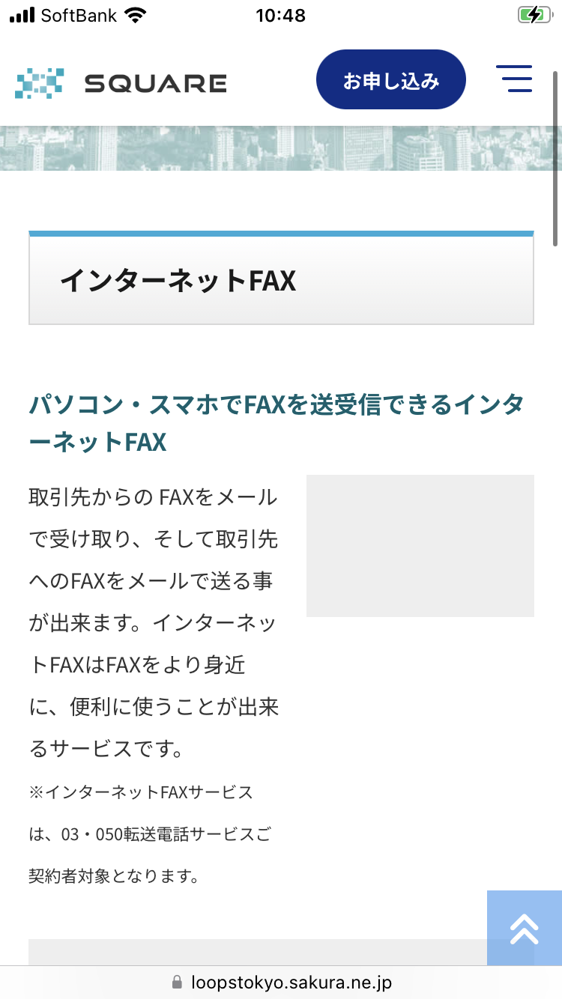 SoftBank 10:48
SQUARE お申し込み
インターネットFAX
パソコン・スマホでFAXを送受信できるインタ
ーネットFAX
取引先からの FAXをメール
で受け取り、そして取引先
へのFAXをメールで送る事
が出来ます。インターネッ
トFAXはFAXをより身近
に、便利に使うことが出来
るサービスです。
※インターネットFAXサービス
は、03・050転送電話サービスご
契約者対象となります。
loopstokyo.sakura.ne.jp